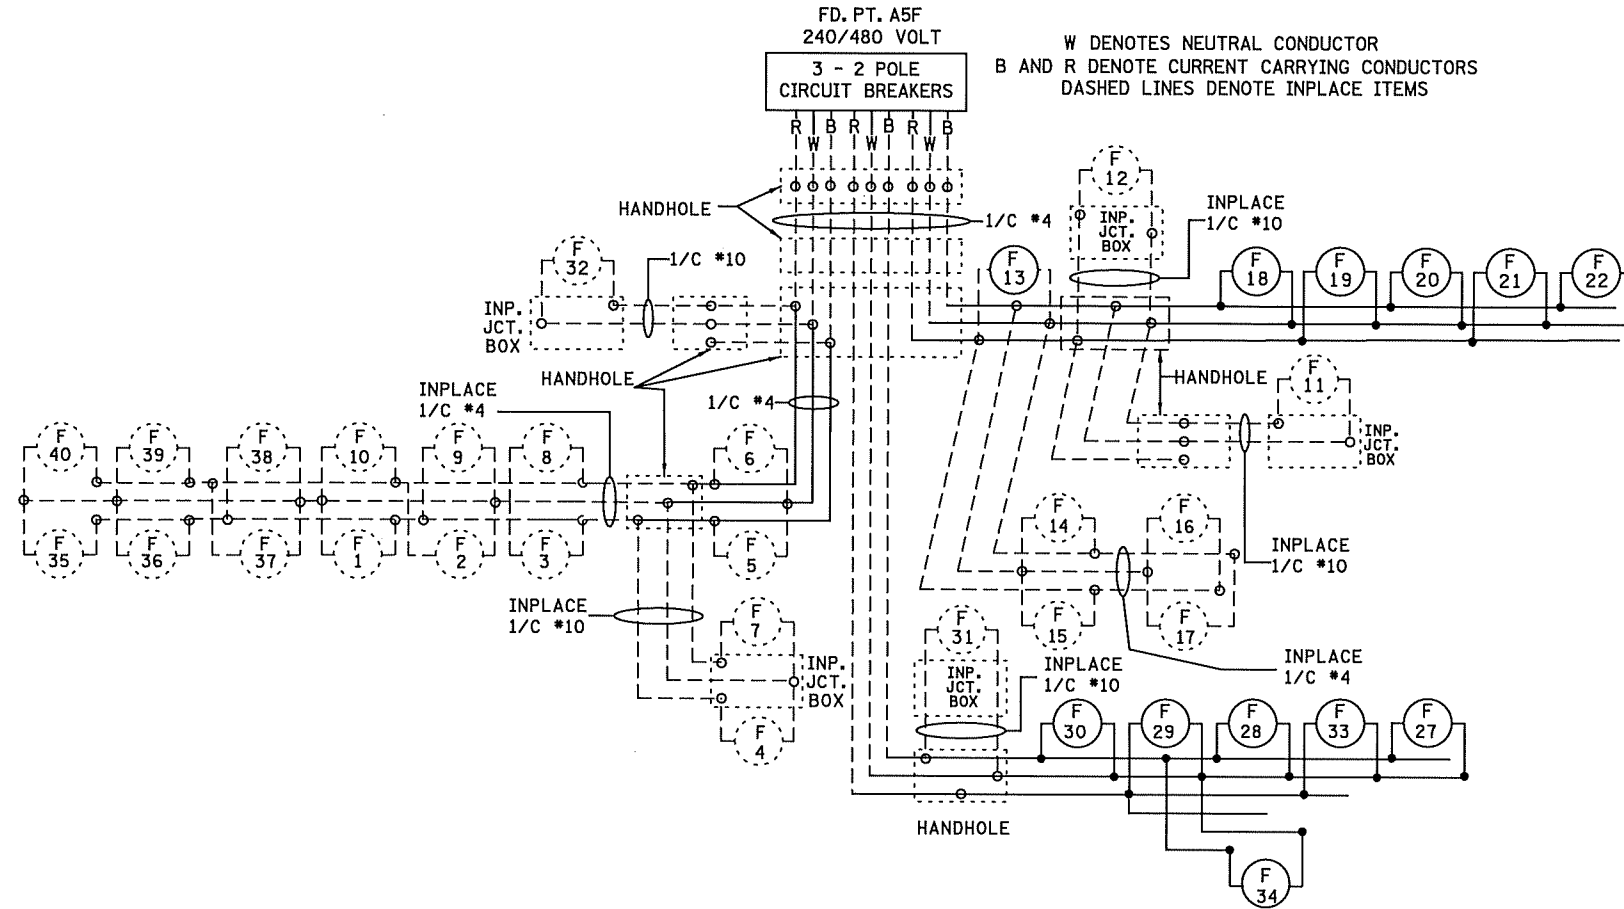 FD. PT. A5F
240/480 VOLT
3 - 2 POLE
CIRCUIT BREAKERS
W DENOTES NEUTRAL CONDUCTOR
B AND R DENOTE CURRENT CARRYING CONDUCTORS
DASHED LINES DENOTE INPLACE ITEMS
R W B R W B R W B
HANDHOLE
1/C #4
F
12
INP.
JCT.
BOX
INPLACE
1/C #10
F
32
1/C #10
INP.
JCT.
BOX
F
13
F
18
F
19
F
20
F
21
F
22
HANDHOLE
HANDHOLE
F
11
INP.
JCT.
BOX
INPLACE
1/C #4
1/C #4
F
40
F
39
F
38
F
10
F
9
F
8
F
6
F
35
F
36
F
37
F
1
F
2
F
3
F
5
F
14
F
16
F
15
F
17
INPLACE
1/C #10
INPLACE
1/C #10
F
7
INP.
JCT.
BOX
F
4
F
31
INP.
JCT.
BOX
INPLACE
1/C #10
INPLACE
1/C #4
F
30
F
29
F
28
F
33
F
27
HANDHOLE
F
34